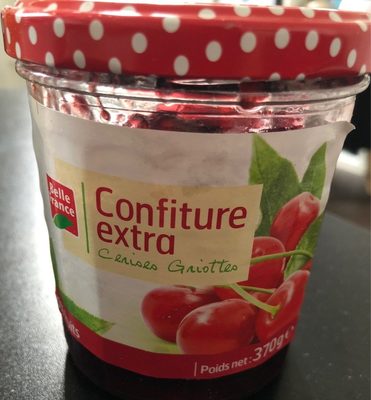 Belle
France
Confiture
extra
Cerises Griottes
Poids net : 370g e